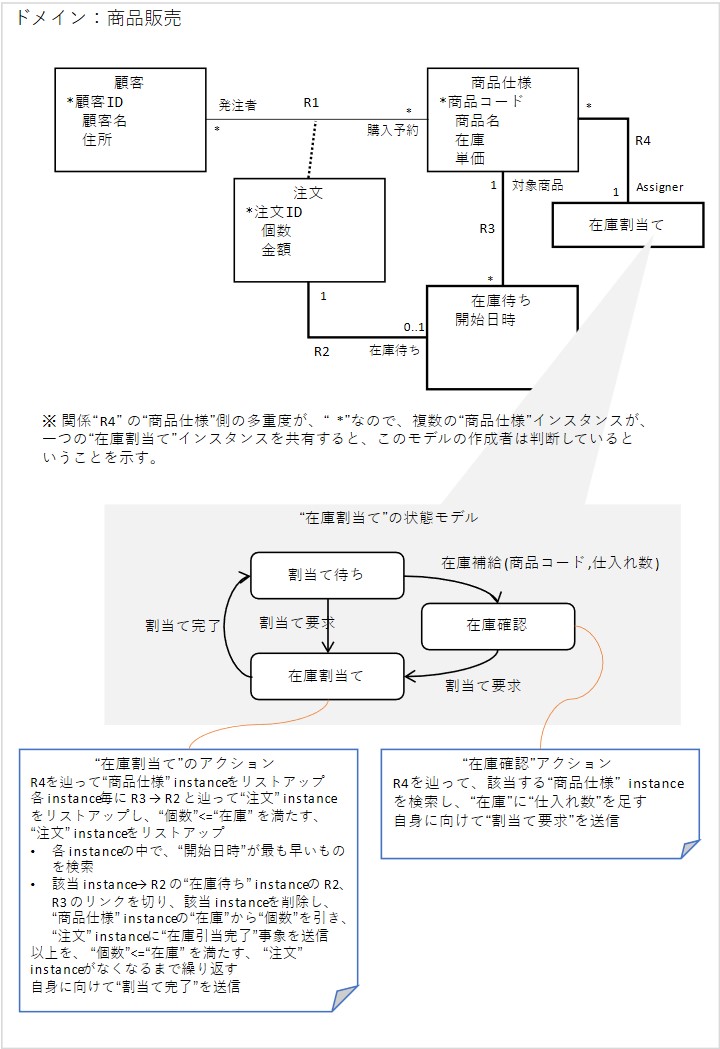 ドメイン：商品販売
顧客
*顧客ID
顧客名
住所
発注者
R1
*
*
購入予約
商品仕様
*商品コード
商品名
在庫
単価
*
R4
1
Assigner
在庫割当て
注文
*注文ID
個数
金額
1
対象商品
R3
*
在庫待ち
開始日時
1
0..1
R2
在庫待ち
※ 関係“R4” の“商品仕様”側の多重度が、“ *”なので、複数の“商品仕様”インスタンスが、
一つの“在庫割当て”インスタンスを共有すると、このモデルの作成者は判断していると
いうことを示す。
“在庫割当て”の状態モデル
割当て待ち
在庫補給(商品コード,仕入れ数)
割当て完了
割当て要求
在庫確認
在庫割当て
割当て要求
“在庫割当て”のアクション
R4を辿って“商品仕様” instanceをリストアップ
各 instance毎に R3→ R2 と辿って“注文” instance
をリストアップし、“個数”<=“在庫” を満たす、
“注文” instanceをリストアップ
• 各 instanceの中で、“開始日時”が最も早いもの
を検索
• 該当 instance→ R2 の“在庫待ち” instanceの R2、
R3 のリンクを切り、該当 instanceを削除し、
“商品仕様” instanceの“在庫”から“個数”を引き、
“注文” instanceに“在庫引当完了”事象を送信
以上を、 “個数”<=“在庫” を満たす、 “注文”
instanceがなくなるまで繰り返す
自身に向けて“割当て完了”を送信
“在庫確認”アクション
R4を辿って、該当する“商品仕様” instance
を検索し、“在庫”に“仕入れ数”を足す
自身に向けて“割当て要求”を送信